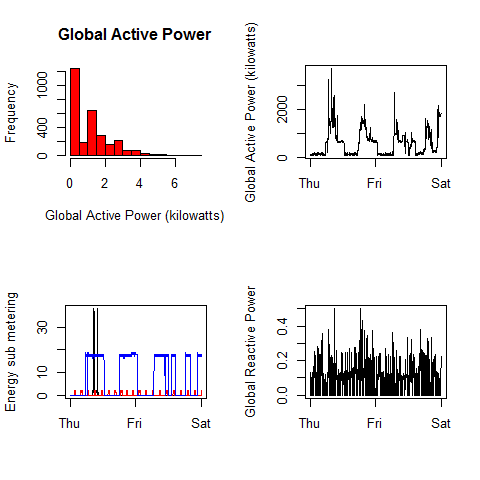 Global Active Power
Frequency
0 400 1000
0 2 4 6
Global Active Power (kilowatts)
Global Active Power (kilowatts)
0 2000
Thu Fri Sat
Energy sub metering
0 10 30
Thu Fri Sat
Global Reactive Power
0.0 0.2 0.4
Thu Fri Sat